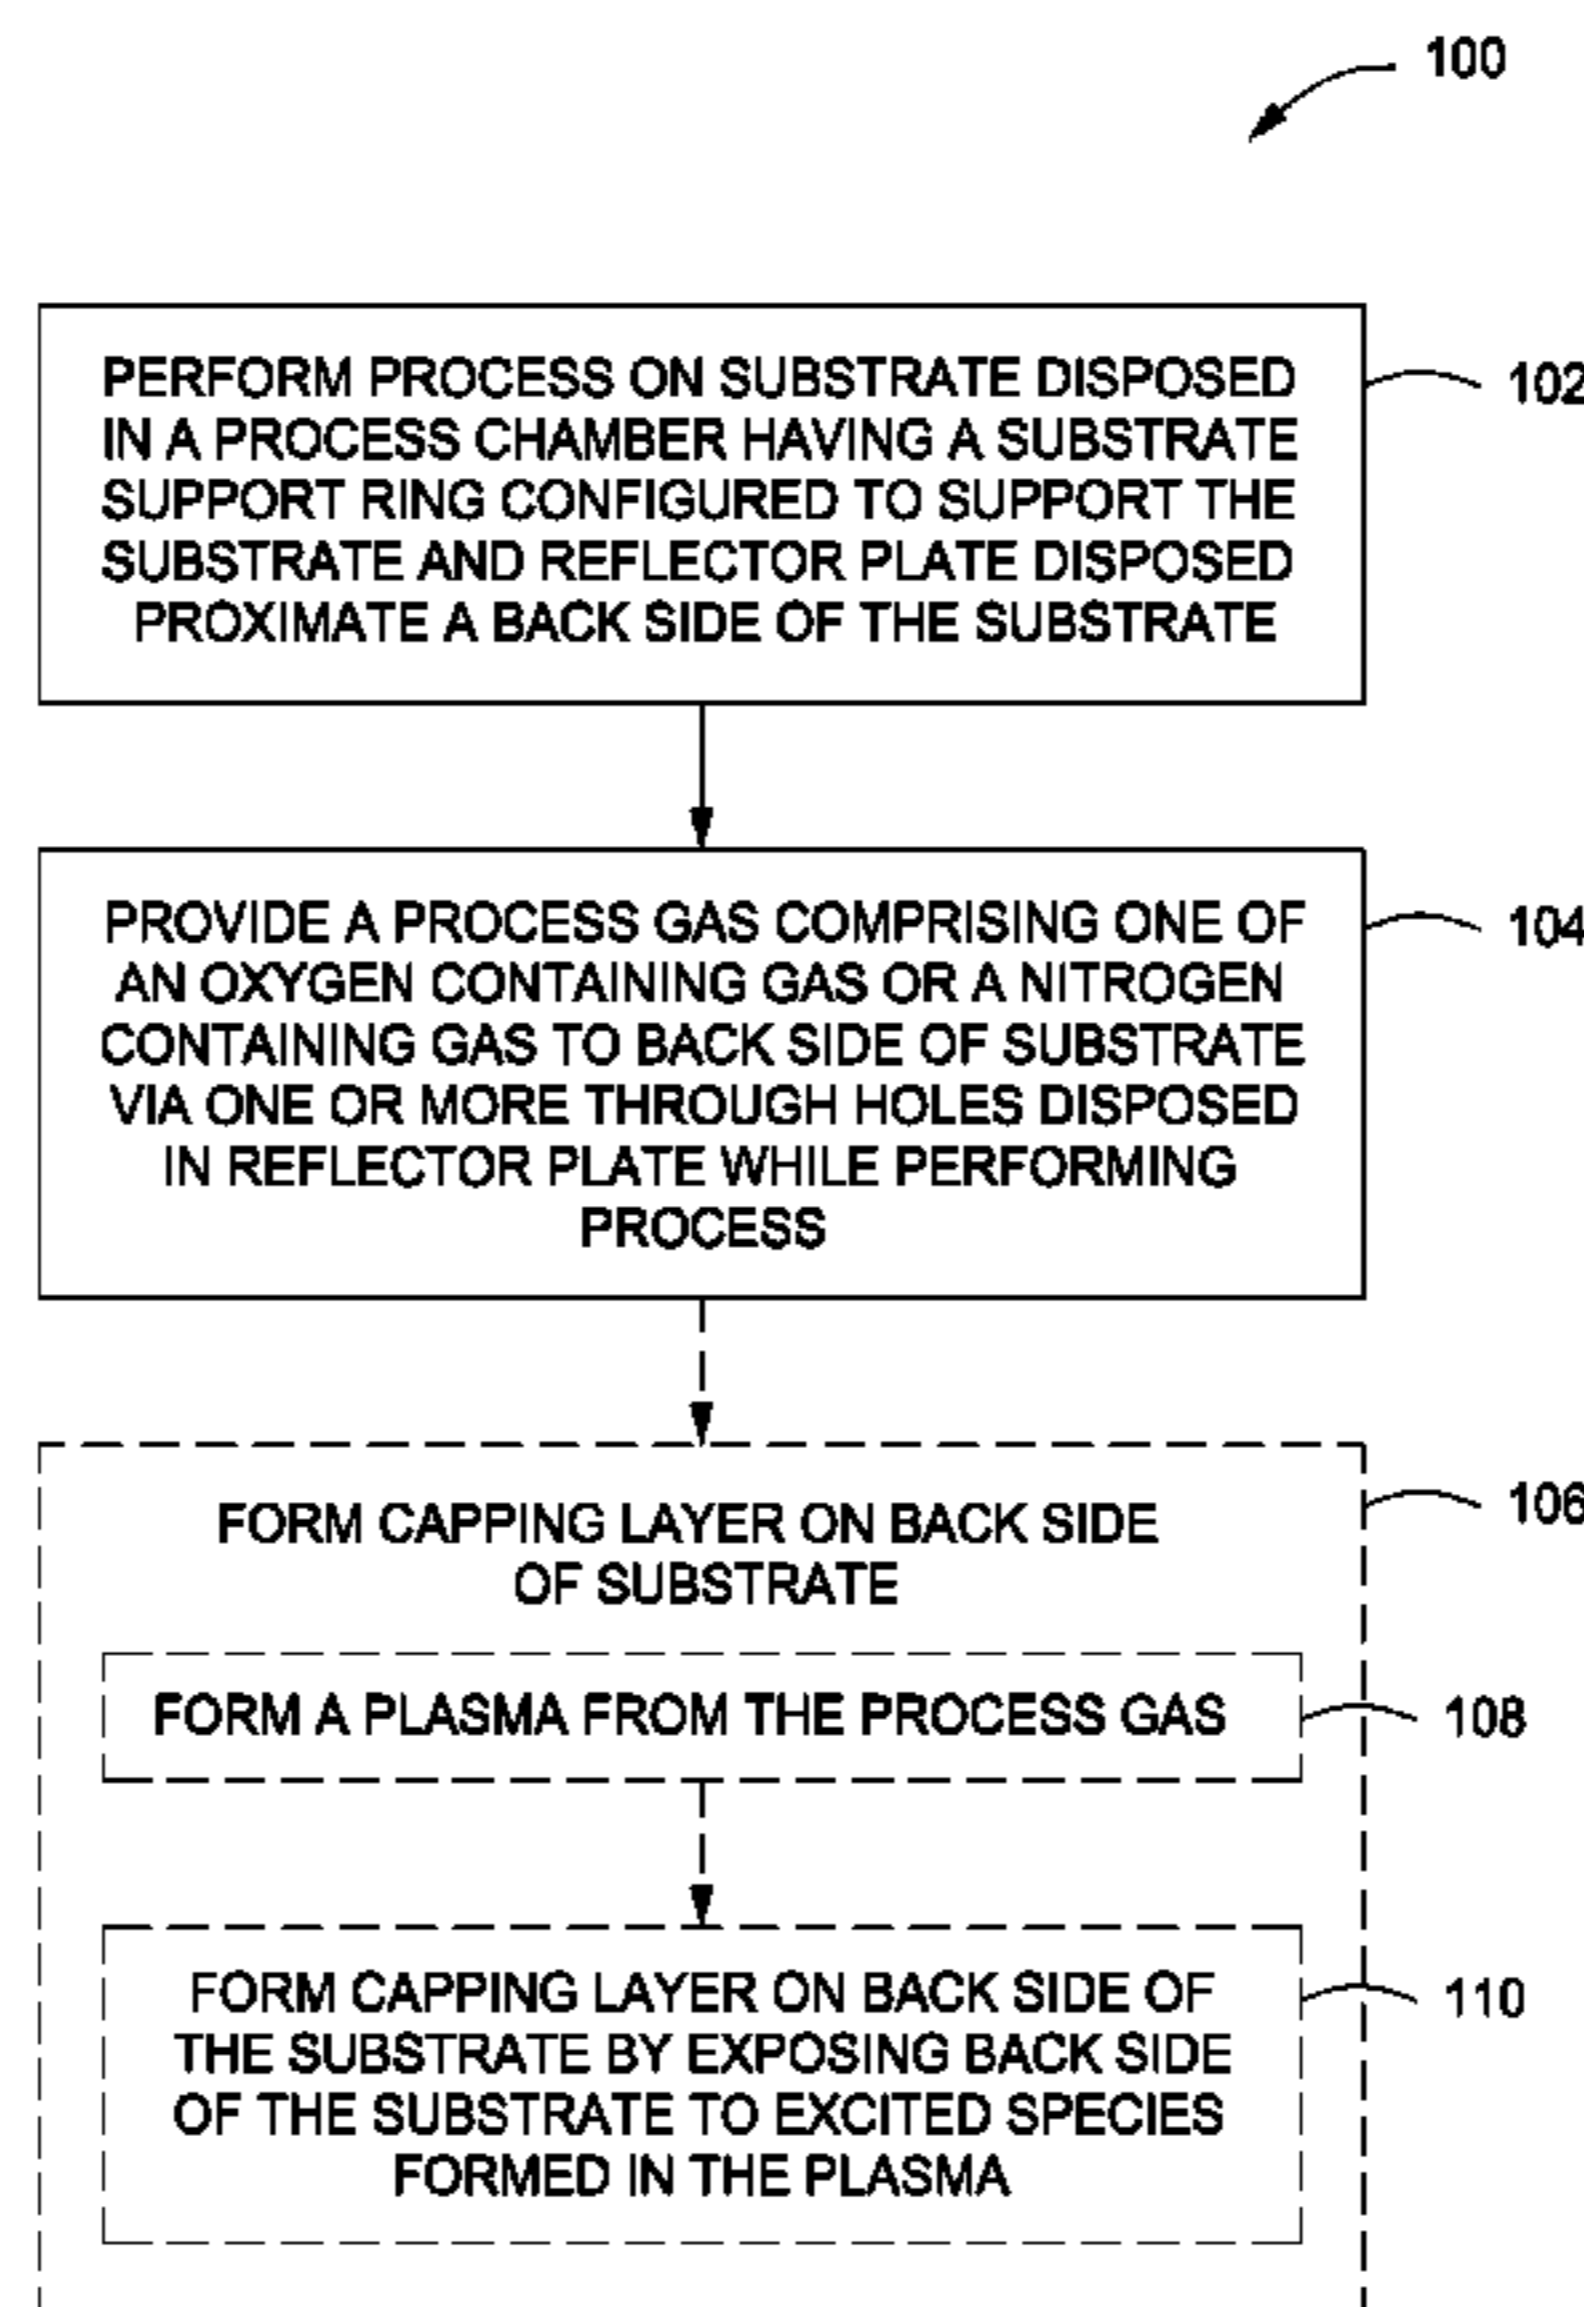 100
PERFORM PROCESS ON SUBSTRATE DISPOSED
IN A PROCESS CHAMBER HAVING A SUBSTRATE
SUPPORT RING CONFIGURED TO SUPPORT THE
SUBSTRATE AND REFLECTOR PLATE DISPOSED
PROXIMATE A BACK SIDE OF THE SUBSTRATE
102
PROVIDE A PROCESS GAS COMPRISING ONE OF
AN OXYGEN CONTAINING GAS OR A NITROGEN
CONTAINING GAS TO BACK SIDE OF SUBSTRATE
VIA ONE OR MORE THROUGH HOLES DISPOSED
IN REFLECTOR PLATE WHILE PERFORMING
PROCESS
104
FORM CAPPING LAYER ON BACK SIDE
OF SUBSTRATE
106
FORM A PLASMA FROM THE PROCESS GAS
108
FORM CAPPING LAYER ON BACK SIDE OF
THE SUBSTRATE BY EXPOSING BACK SIDE
OF THE SUBSTRATE TO EXCITED SPECIES
FORMED IN THE PLASMA
110